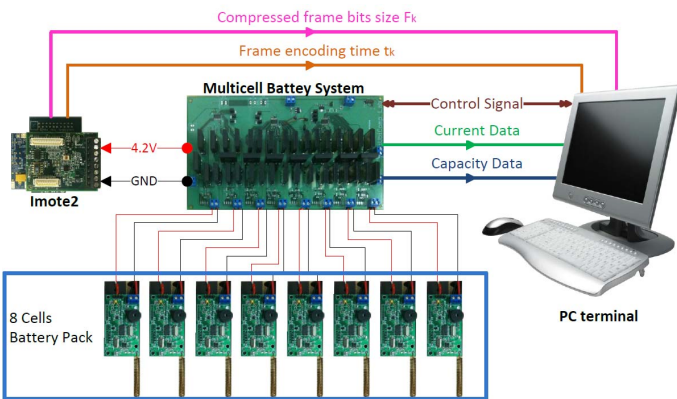 Compressed frame bits size Fk
Frame encoding time tk
Multicell Battey System
Control Signal
4.2V
Current Data
GND
Capacity Data
Imote2
8 Cells
Battery Pack
PC terminal